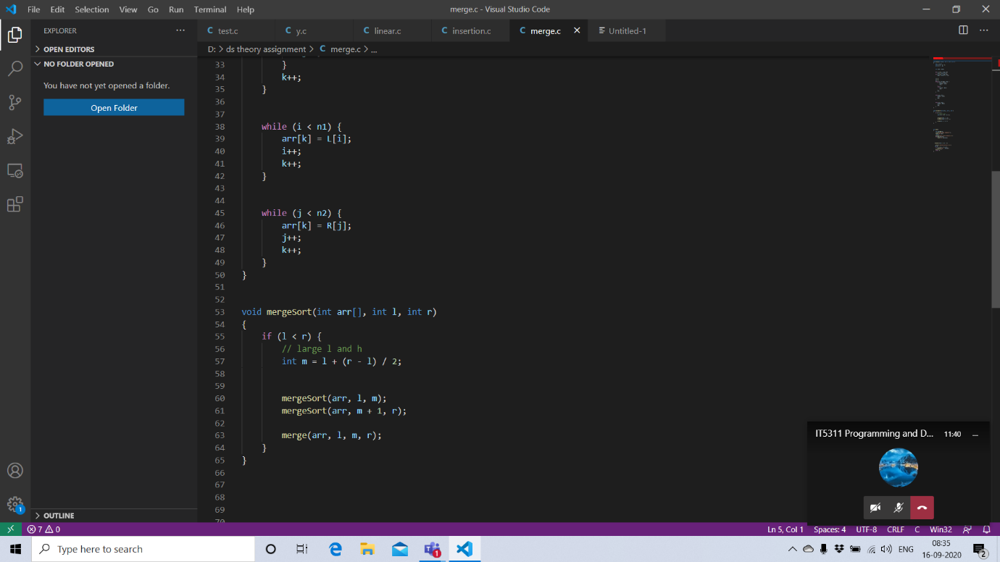 File Edit Selection View Go Run Terminal Help
merge.c - Visual Studio Code
EXPLORER
test.c
y.c
linear.c
insertion.c
merge.c
Untitled-1
OPEN EDITORS
D: > ds theory assignment > C merge.c > ...
NO FOLDER OPENED
You have not yet opened a folder.
Open Folder
33 }
34 k++;
35 }
36
37
38 while (i < n1) {
39 arr[k] = L[i];
40 i++;
41 k++;
42 }
43
44
45 while (j < n2) {
46 arr[k] = R[j];
47 j++;
48 k++;
49 }
50 }
51
52
53 void mergeSort(int arr[], int l, int r)
54 {
55 if (l < r) {
56 // large l and h
57 int m = l + (r - l) / 2;
58
59
60 mergeSort(arr, l, m);
61 mergeSort(arr, m + 1, r);
62
63 merge(arr, l, m, r);
64 }
65 }
66
67
68
69
70
IT5311 Programming and D... 11:40
OUTLINE
1
7 0
Ln 5, Col 1 Spaces: 4 UTF-8 CRLF C Win32
Type here to search
1
ENG
08:35
16-09-2020
2